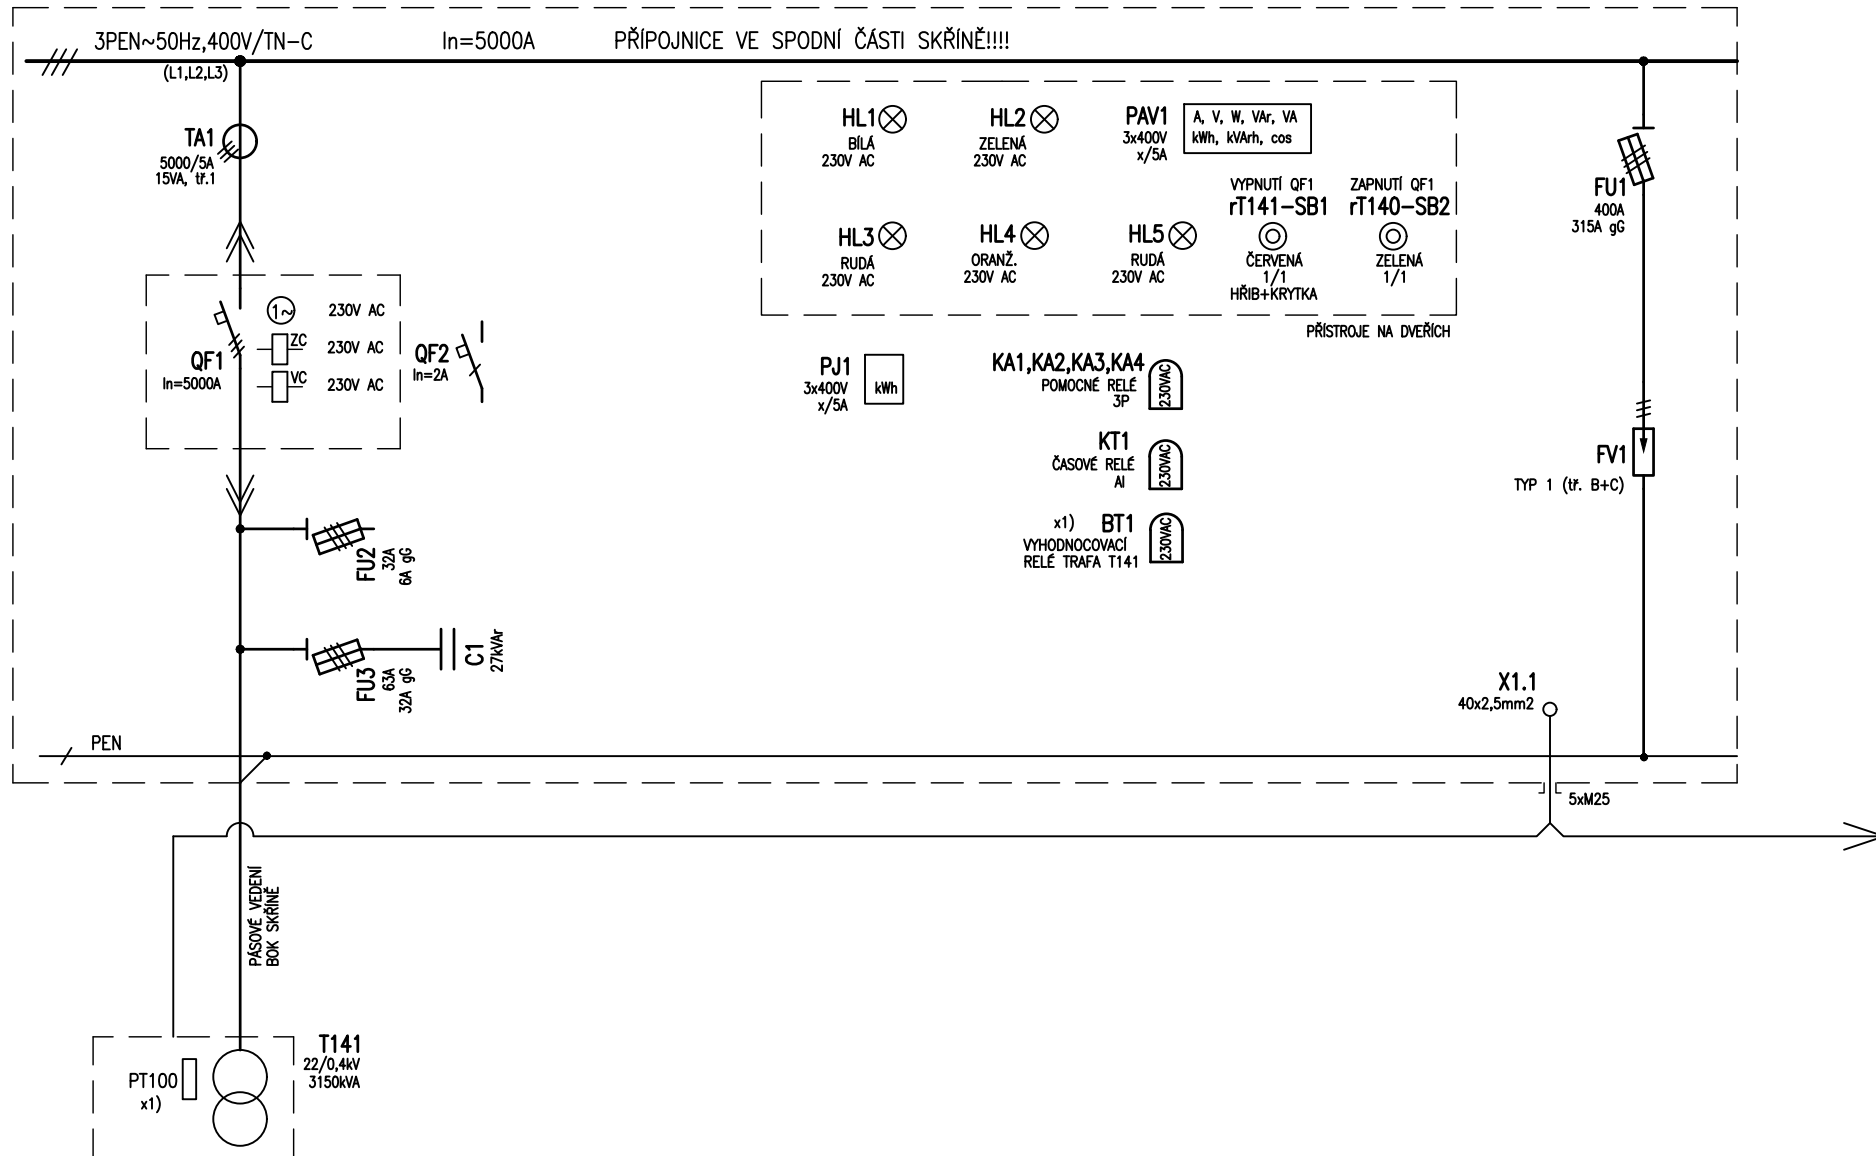 3PEN~50Hz,400V/TN-C
In=5000A
PŘÍPOJNICE VE SPODNÍ ČÁSTI SKŘÍNĚ!!!!
(L1,L2,L3)
TA1
5000/5A
15VA, tř.1
HL1
BÍLÁ
230V AC
HL2
ZELENÁ
230V AC
PAV1
3x400V
x/5A
A, V, W, VAr, VA
kWh, kVArh, cos
HL3
RUDÁ
230V AC
HL4
ORANŽ.
230V AC
HL5
RUDÁ
230V AC
VYPNUTÍ QF1
rT141-SB1
ČERVENÁ
1/1
HŘIB+KRYTKA
ZAPNUTÍ QF1
rT140-SB2
ZELENÁ
1/1
PŘÍSTROJE NA DVEŘÍCH
FU1
400A
315A gG
1~
230V AC
ZC
230V AC
VC
230V AC
QF1
In=5000A
QF2
In=2A
PJ1
3x400V
x/5A
kWh
KA1,KA2,KA3,KA4
POMOCNÉ RELÉ
3P
230VAC
KT1
ČASOVÉ RELÉ
AI
230VAC
x1) BT1
VYHODNOCOVACÍ
RELÉ TRAFA T141
230VAC
FV1
TYP 1 (tř. B+C)
FU2
32A
6A gG
FU3
63A
32A gG
C1
27kVAr
X1.1
40x2,5mm2
PEN
5xM25
PÁSOVÉ VEDENÍ
BOK SKŘÍNĚ
T141
22/0,4kV
3150kVA
PT100
x1)